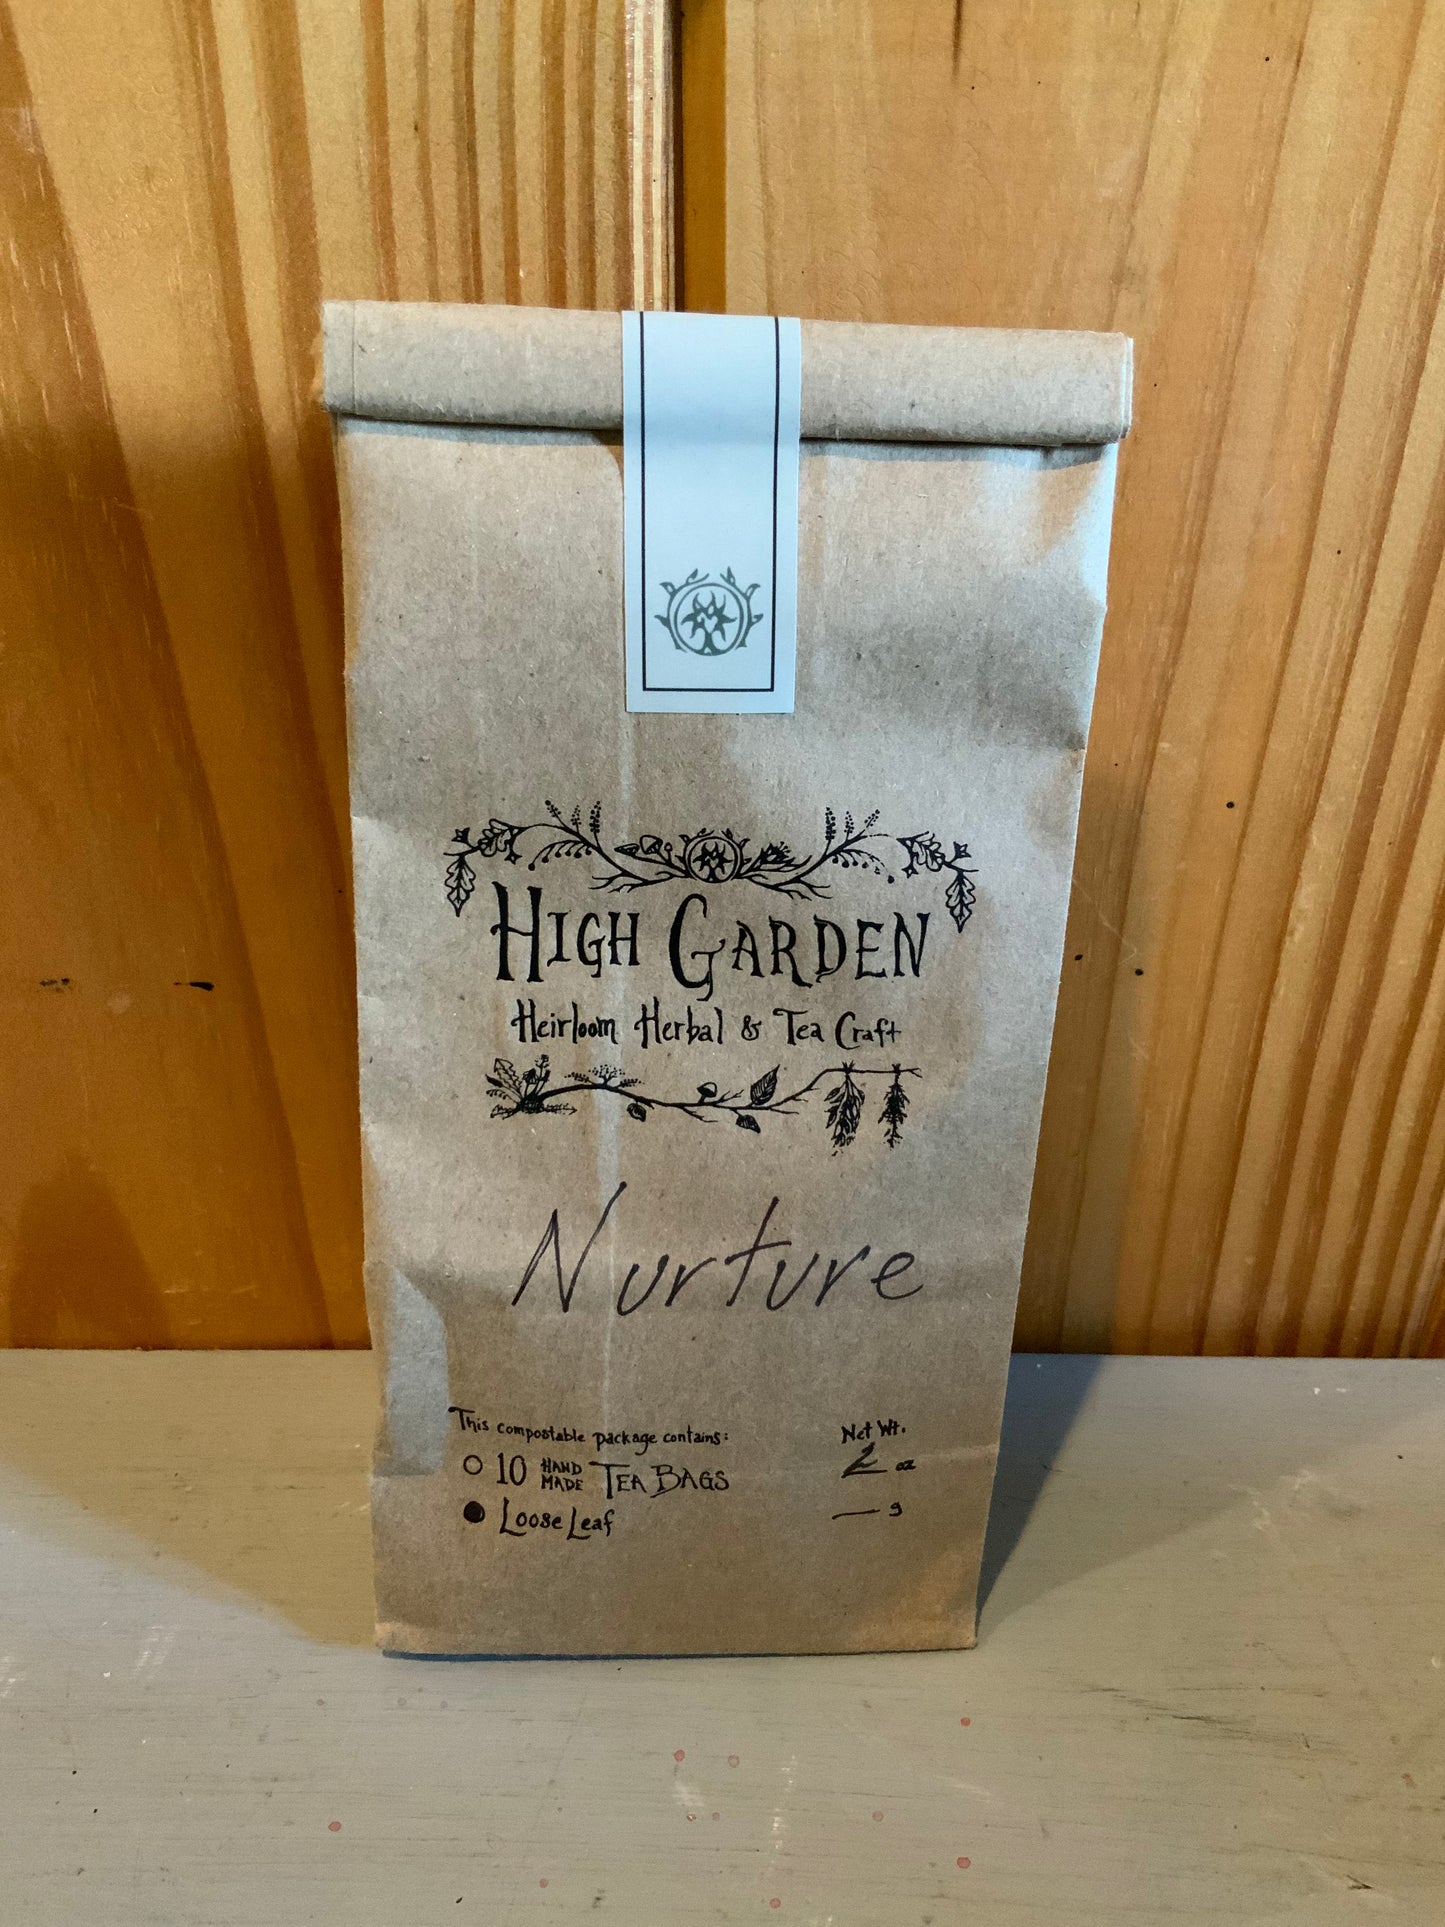 HIGH GARDEN
Heirloom Herbal & Tea Craft
Nurture
This compostable package contains:
10 HAND MADE TEA BAGS
Loose Leaf
Net Wt.
2 oz
g